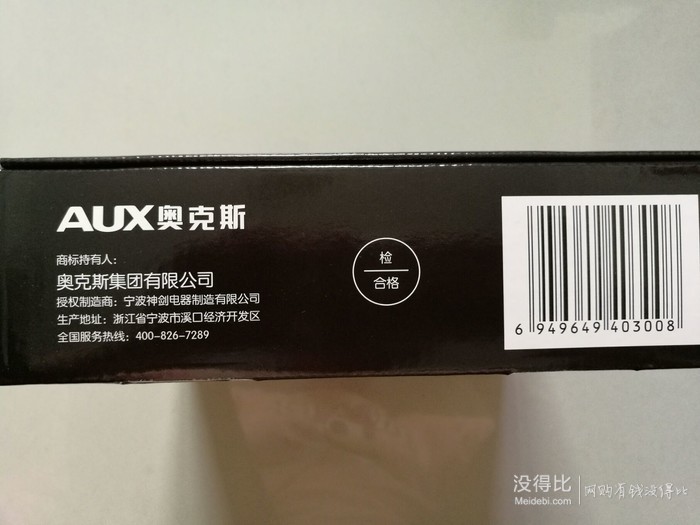 AUX奥克斯
商标持有人：
奥克斯集团有限公司
授权制造商：宁波神剑电器制造有限公司
生产地址：浙江省宁波市溪口经济开发区
全国服务热线：400-826-7289
检
合格
6 949649 403008
没得比
Meidebi.com
网购有钱没得比